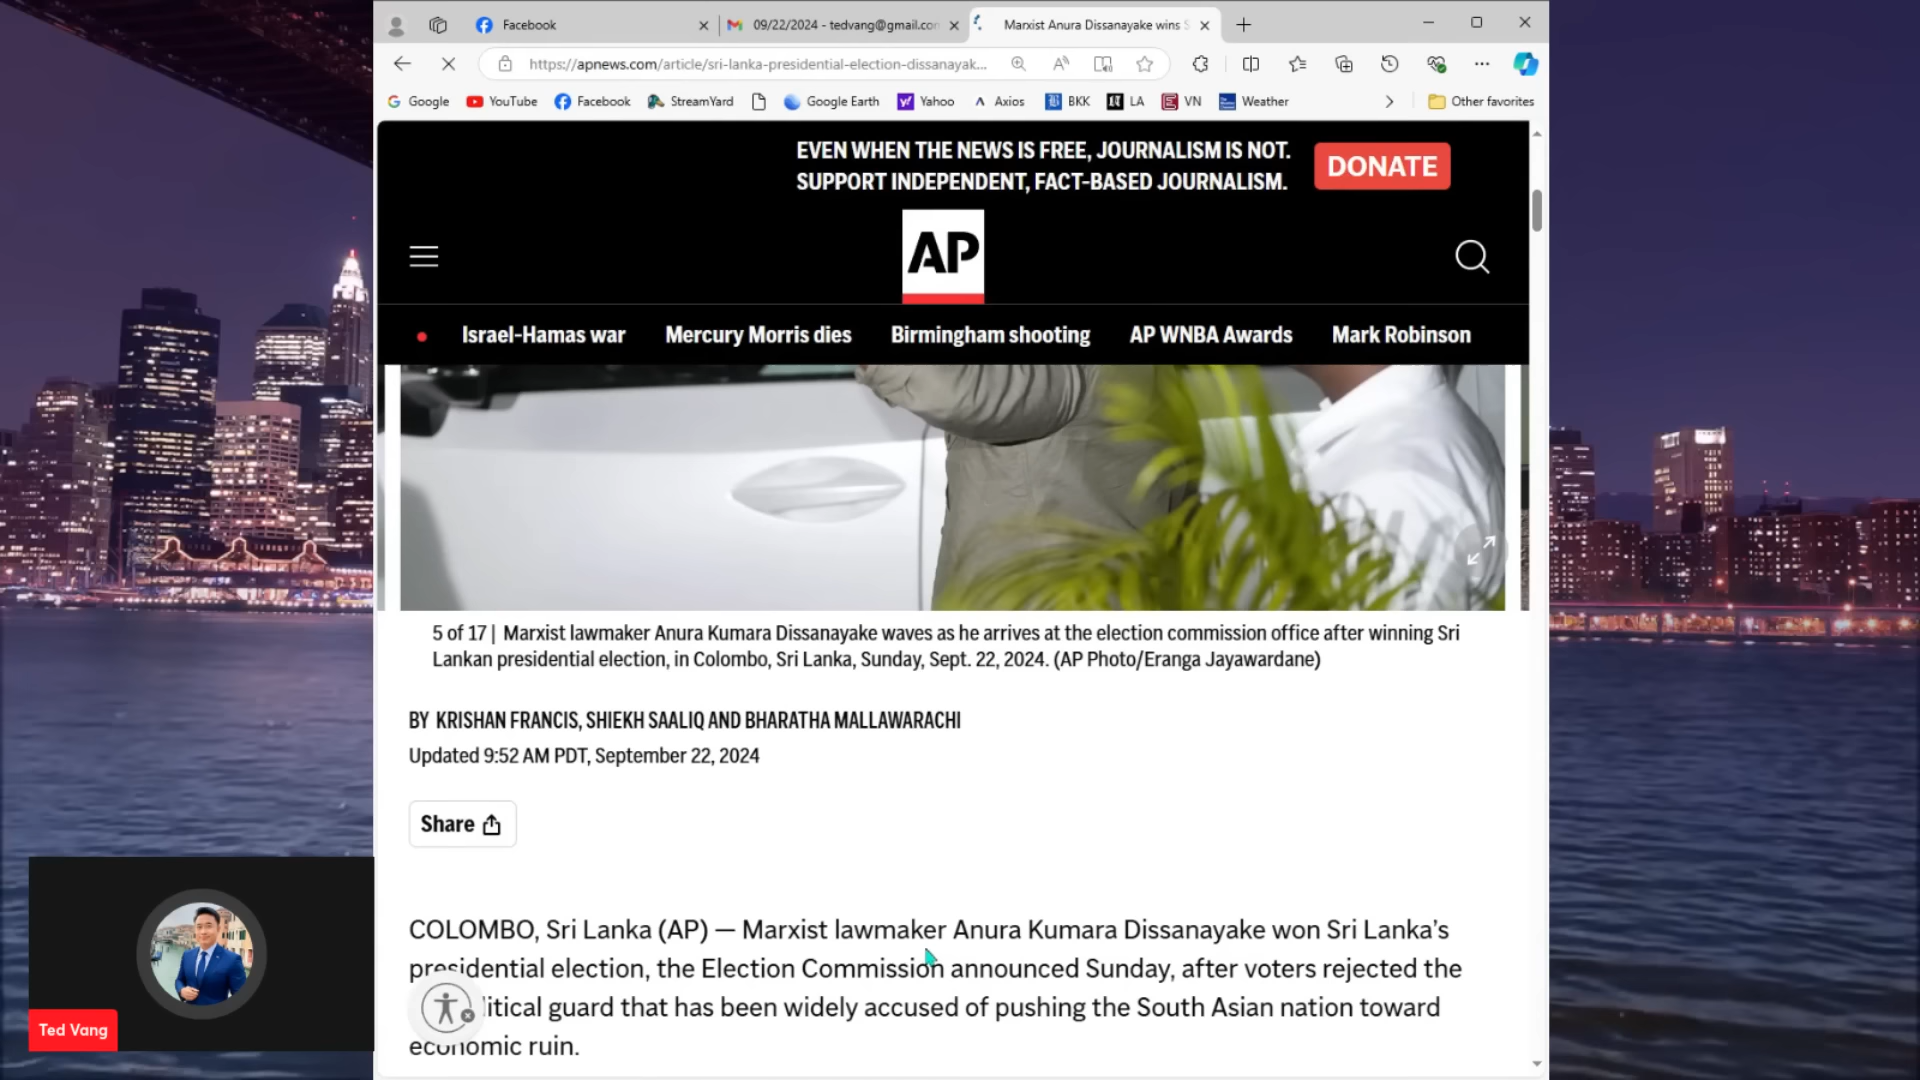 Facebook
09/22/2024 - tedvang@gmail.com
Marxist Anura Dissanayake wins S
https://apnews.com/article/sri-lanka-presidential-election-dissanayak...
Google
YouTube
Facebook
StreamYard
Google Earth
Yahoo
Axios
BKK
LA
VN
Weather
Other favorites
EVEN WHEN THE NEWS IS FREE, JOURNALISM IS NOT.
SUPPORT INDEPENDENT, FACT-BASED JOURNALISM.
DONATE
AP
Israel-Hamas war
Mercury Morris dies
Birmingham shooting
AP WNBA Awards
Mark Robinson
5 of 17 | Marxist lawmaker Anura Kumara Dissanayake waves as he arrives at the election commission office after winning Sri
Lankan presidential election, in Colombo, Sri Lanka, Sunday, Sept. 22, 2024. (AP Photo/Eranga Jayawardane)
BY KRISHAN FRANCIS, SHIEKH SAALIQ AND BHARATHA MALLAWARACHI
Updated 9:52 AM PDT, September 22, 2024
Share
COLOMBO, Sri Lanka (AP) — Marxist lawmaker Anura Kumara Dissanayake won Sri Lanka's
presidential election, the Election Commission announced Sunday, after voters rejected the
litical guard that has been widely accused of pushing the South Asian nation toward
economic ruin.
Ted Vang